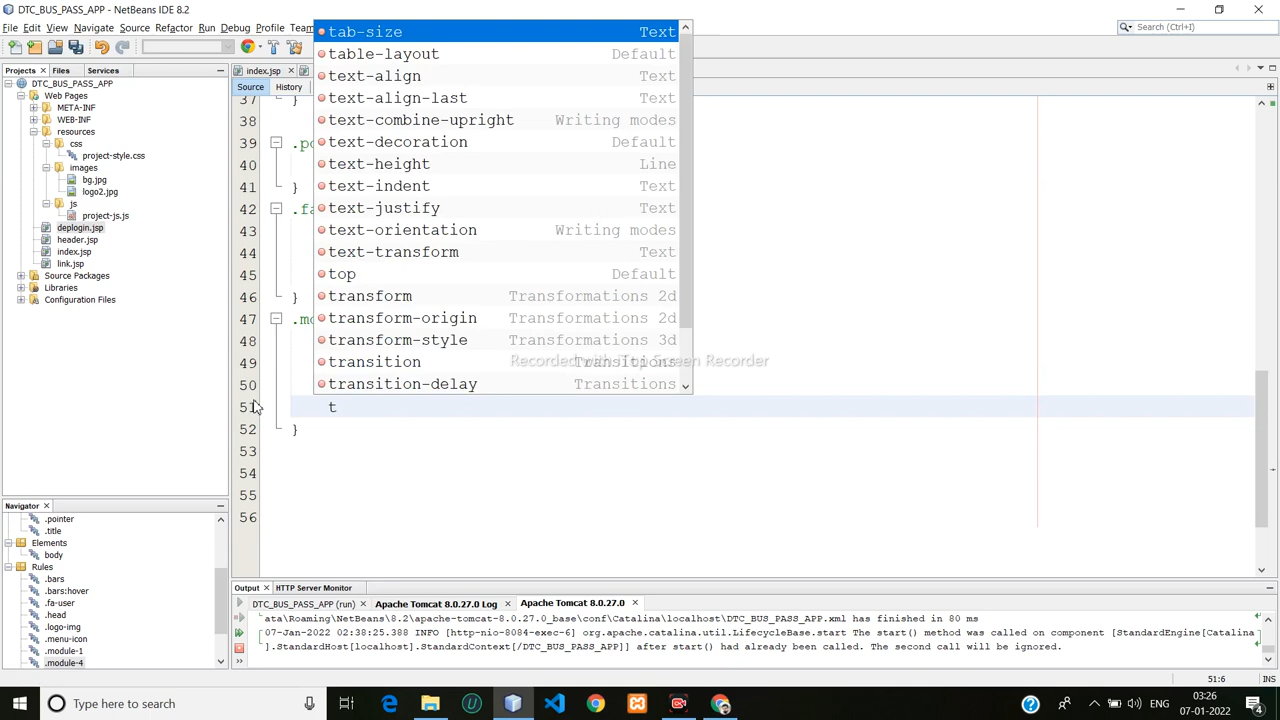 DTC_BUS_PASS_APP - NetBeans IDE 8.2
File Edit View Navigate Source Refactor Run Debug Profile Team
Search (Ctrl+I)
Projects Files Services
DTC_BUS_PASS_APP
Web Pages
META-INF
WEB-INF
resources
css
project-style.css
images
bg.jpg
logo2.jpg
js
project-js.js
deplogin.jsp
header.jsp
index.jsp
link.jsp
Source Packages
Libraries
Configuration Files
Navigator
.pointer
.title
Elements
body
Rules
.bars
.bars:hover
.fa-user
.head
.logo-img
.menu-icon
.module-1
.module-4
index.jsp
Source History
37 }
38
39 .po
40
41 }
42 .fa
43
44
45
46 }
47 .mo
48
49
50
51 t
52 }
53
54
55
56
tab-size Text
table-layout Default
text-align Text
text-align-last Text
text-combine-upright Writing modes
text-decoration Default
text-height Line
text-indent Text
text-justify Text
text-orientation Writing modes
text-transform Text
top Default
transform Transformations 2d
transform-origin Transformations 2d
transform-style Transformations 3d
transition Transitions
transition-delay Transitions
Recorded with iTop Screen Recorder
Output HTTP Server Monitor
DTC_BUS_PASS_APP (run) Apache Tomcat 8.0.27.0 Log Apache Tomcat 8.0.27.0
ata\Roaming\NetBeans\8.2\apache-tomcat-8.0.27.0_base\conf\Catalina\localhost\DTC_BUS_PASS_APP.xml has finished in 80 ms
07-Jan-2022 02:38:25.388 INFO [http-nio-8084-exec-6] org.apache.catalina.util.LifecycleBase.start The start() method was called on component [StandardEngine[Catalina
].StandardHost[localhost].StandardContext[/DTC_BUS_PASS_APP]] after start() had already been called. The second call will be ignored.
51:6 INS
Type here to search
03:26
07-01-2022
4